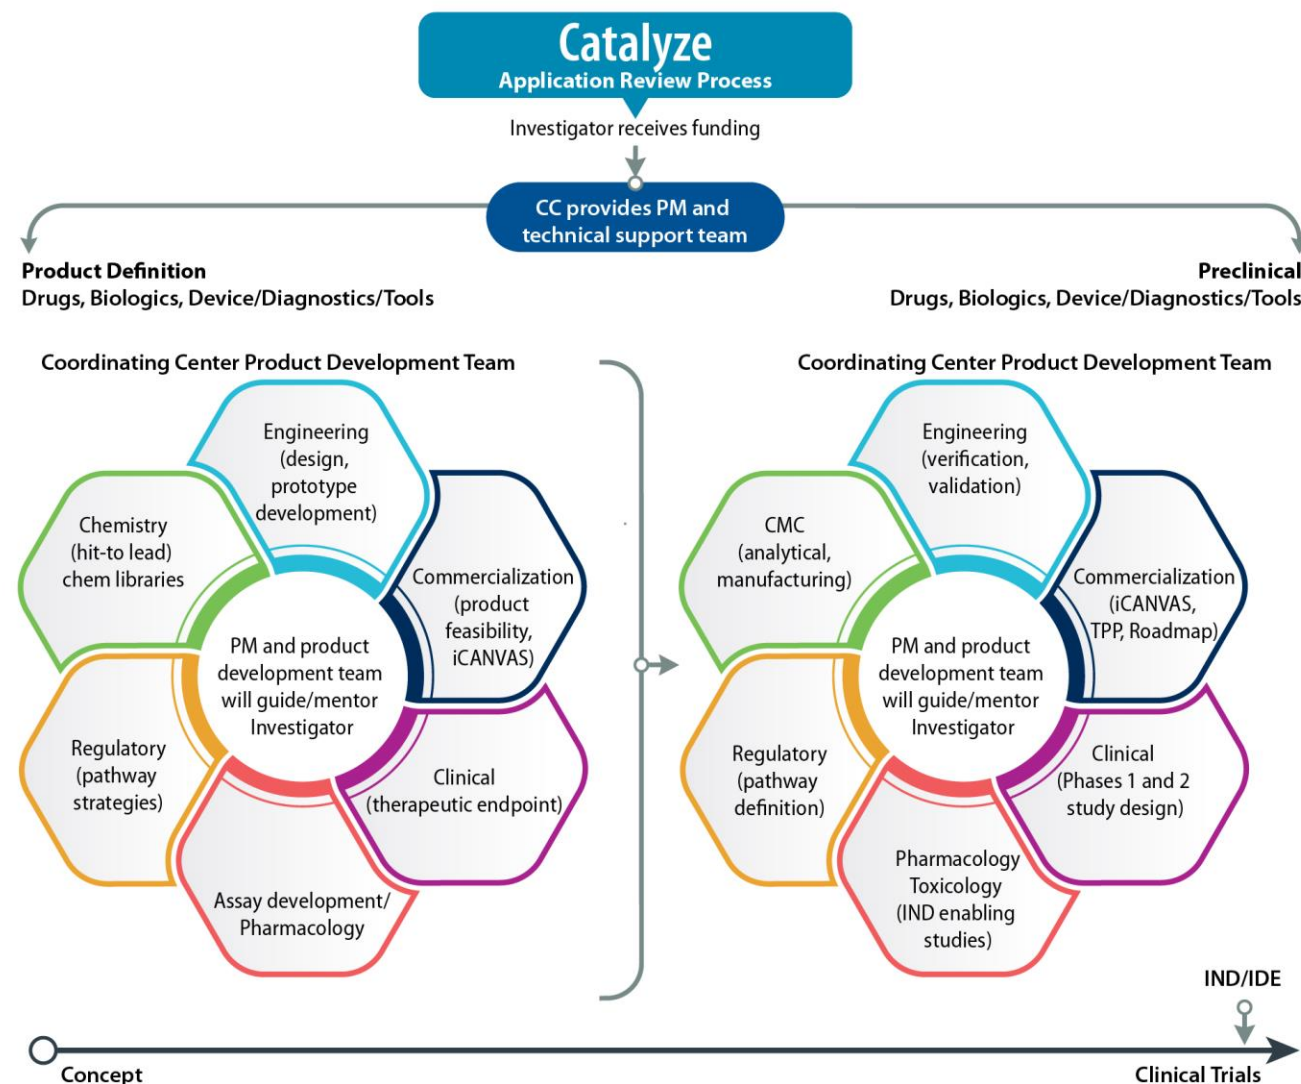 Catalyze
Application Review Process
Investigator receives funding
CC provides PM and
technical support team
Product Definition
Drugs, Biologics, Device/Diagnostics/Tools
Preclinical
Drugs, Biologics, Device/Diagnostics/Tools
Coordinating Center Product Development Team
Engineering
(design,
prototype
development)
Chemistry
(hit-to lead)
chem libraries
Commercialization
(product
feasibility,
iCANVAS)
PM and product
development team
will guide/mentor
Investigator
Regulatory
(pathway
strategies)
Clinical
(therapeutic endpoint)
Assay development/
Pharmacology
Coordinating Center Product Development Team
Engineering
(verification,
validation)
CMC
(analytical,
manufacturing)
Commercialization
(iCANVAS,
TPP, Roadmap)
PM and product
development team
will guide/mentor
Investigator
Regulatory
(pathway
definition)
Clinical
(Phases 1 and 2
study design)
Pharmacology
Toxicology
(IND enabling
studies)
IND/IDE
Concept
Clinical Trials